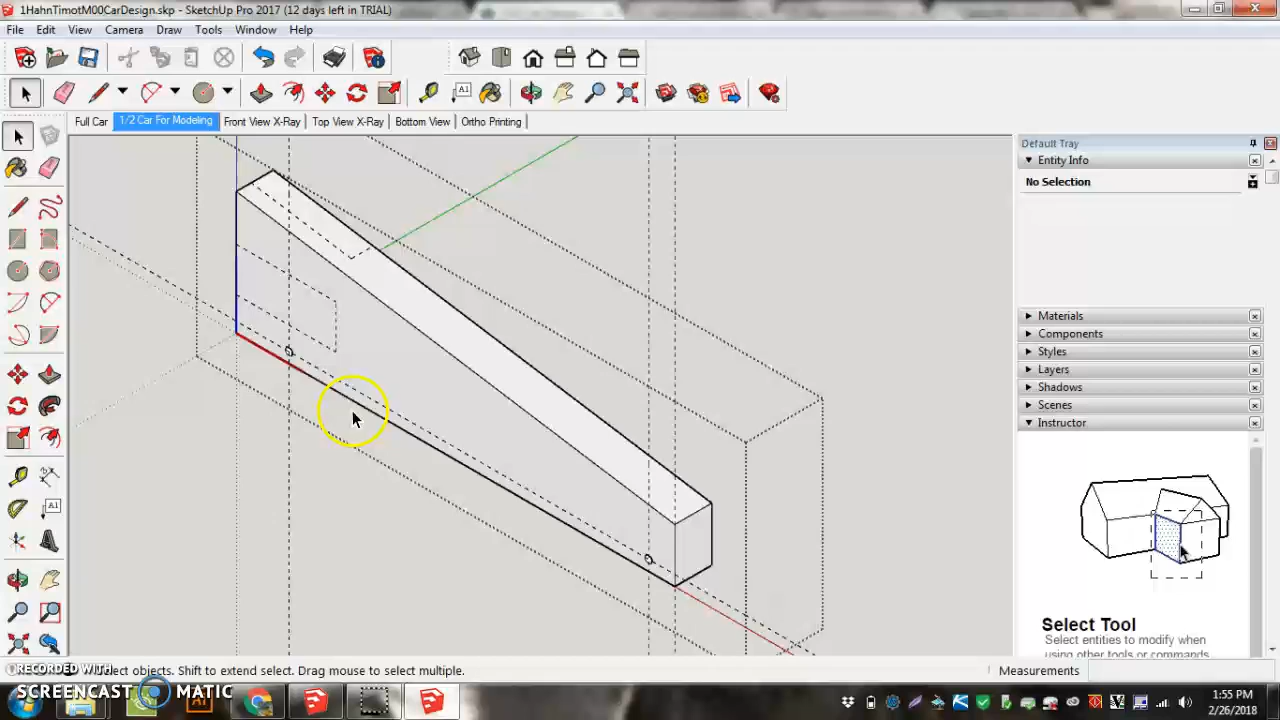 1HahnTimotM00CarDesign.skp - SketchUp Pro 2017 (12 days left in TRIAL)
File Edit View Camera Draw Tools Window Help
Full Car 1/2 Car For Modeling Front View X-Ray Top View X-Ray Bottom View Ortho Printing
Default Tray
Entity Info
No Selection
Materials
Components
Styles
Layers
Shadows
Scenes
Instructor
Select Tool
Select entities to modify when
using other tools or commands
select objects. Shift to extend select. Drag mouse to select multiple.
Measurements
RECORDED WITH
SCREENCAST MATIC
1:55 PM
2/26/2018